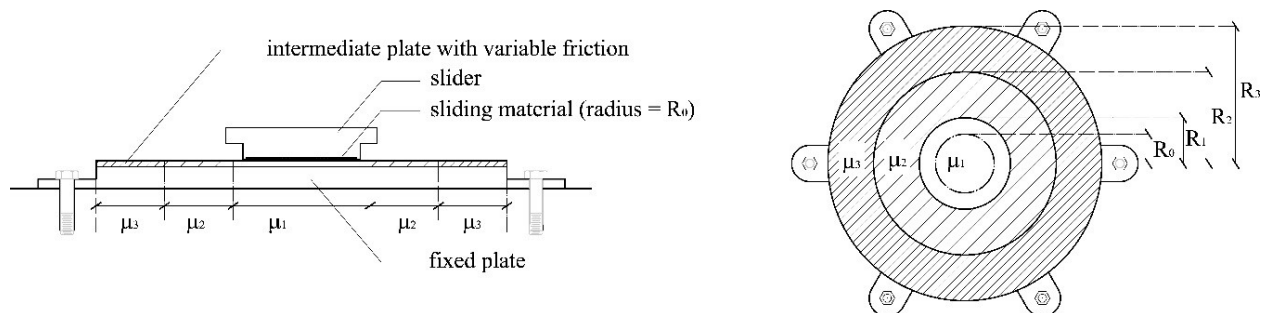 intermediate plate with variable friction
slider
sliding material (radius = R₀)
μ₃ μ₂ μ₁ μ₂ μ₃
fixed plate
μ₃ μ₂ μ₁
R₀
R₁
R₂
R₃